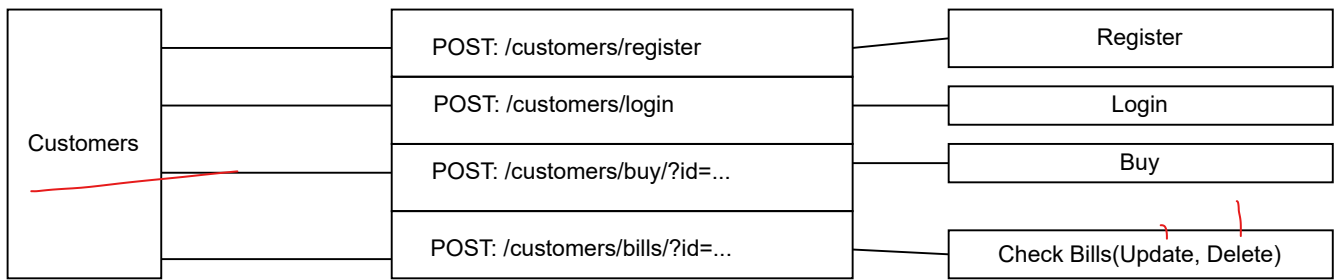 Customers
POST: /customers/register
Register
POST: /customers/login
Login
POST: /customers/buy/?id=...
Buy
POST: /customers/bills/?id=...
Check Bills(Update, Delete)